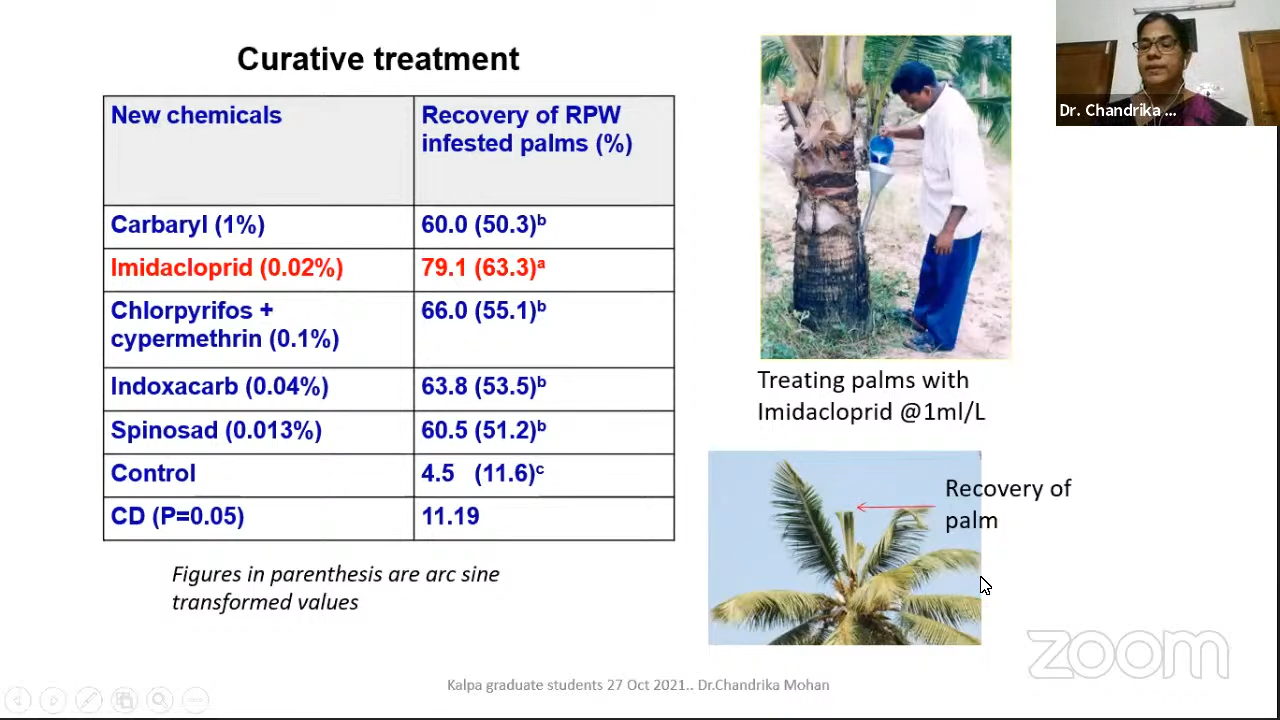 Curative treatment
New chemicals
Recovery of RPW
infested palms (%)
Carbaryl (1%)
60.0 (50.3)ᵇ
Imidacloprid (0.02%)
79.1 (63.3)ᵃ
Chlorpyrifos +
cypermethrin (0.1%)
66.0 (55.1)ᵇ
Indoxacarb (0.04%)
63.8 (53.5)ᵇ
Spinosad (0.013%)
60.5 (51.2)ᵇ
Control
4.5 (11.6)ᶜ
CD (P=0.05)
11.19
Figures in parenthesis are arc sine
transformed values
Treating palms with
Imidacloprid @1ml/L
Recovery of
palm
Dr. Chandrika ...
Kalpa graduate students 27 Oct 2021.. Dr.Chandrika Mohan
zoom